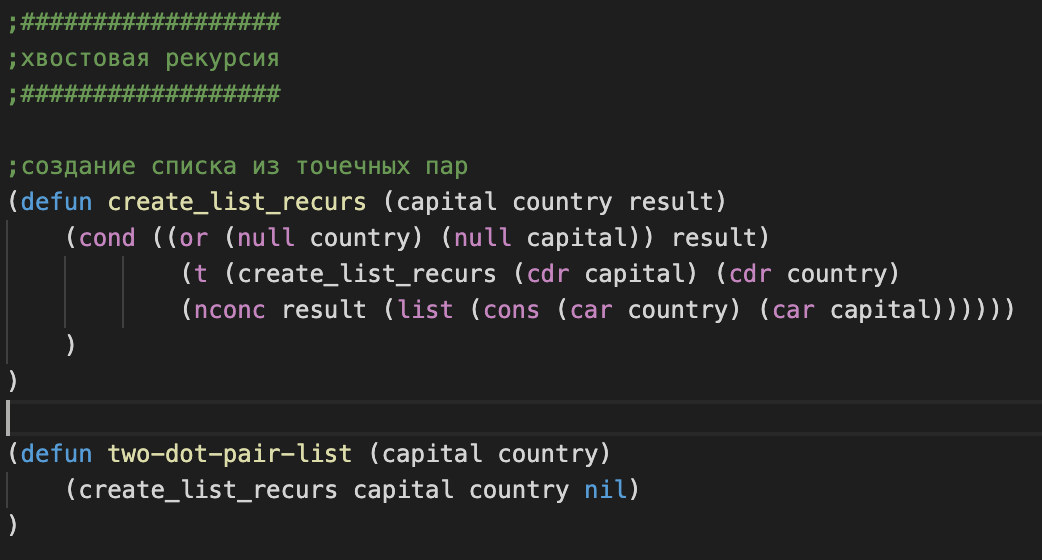 ;##################
;хвостовая рекурсия
;##################
;создание списка из точечных пар
(defun create_list_recurs (capital country result)
(cond ((or (null country) (null capital)) result)
(t (create_list_recurs (cdr capital) (cdr country)
(nconc result (list (cons (car country) (car capital))))))
)
)
(defun two-dot-pair-list (capital country)
(create_list_recurs capital country nil)
)